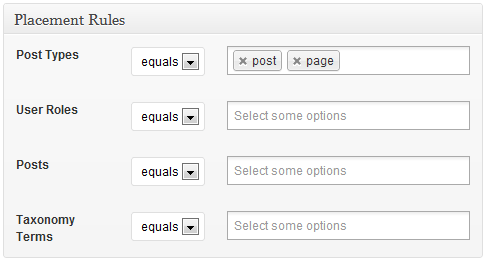 Placement Rules
Post Types equals post page
User Roles equals Select some options
Posts equals Select some options
Taxonomy
Terms equals Select some options